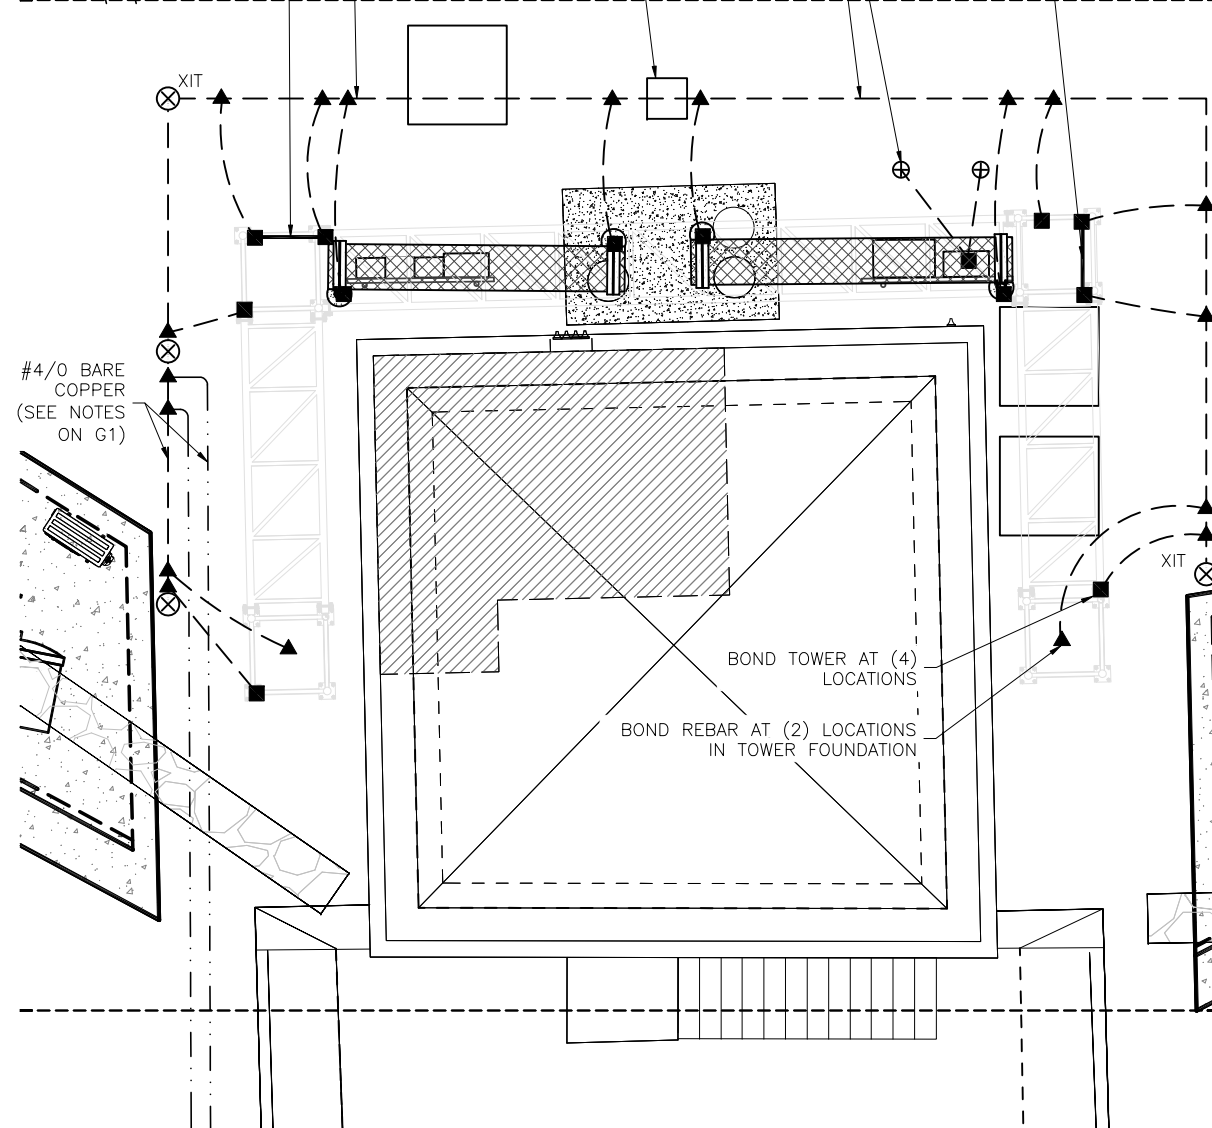 XIT
#4/0 BARE
COPPER
(SEE NOTES
ON G1)
XIT
BOND TOWER AT (4)
LOCATIONS
BOND REBAR AT (2) LOCATIONS
IN TOWER FOUNDATION